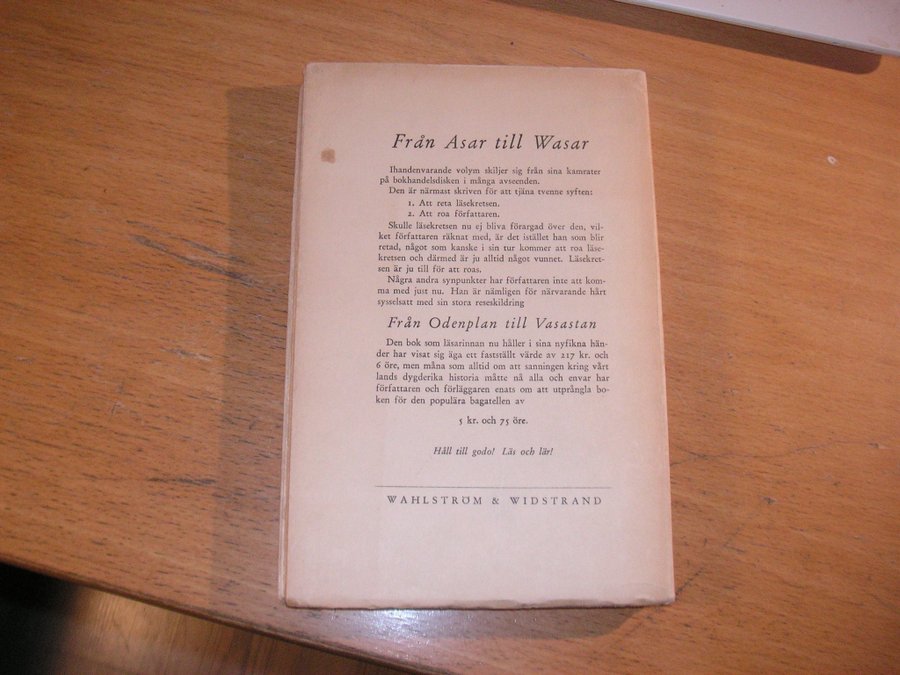 Från Asar till Wasar
Ihandenvarande volym skiljer sig från sina kamrater
på bokhandelsdisken i många avseenden.
Den är närmast skriven för att tjäna tvenne syften:
1. Att reta läsekretsen.
2. Att roa författaren.
Skulle läsekretsen nu ej bliva förargad över den, vil-
ket författaren räknat med, är det istället han som blir
retad, något som kanske i sin tur kommer att roa läse-
kretsen och därmed är ju alltid något vunnet. Läsekret-
sen är ju till för att roas.
Några andra synpunkter har författaren inte att kom-
ma med just nu. Han är nämligen för närvarande hårt
sysselsatt med sin stora reseskildring
Från Odenplan till Vasastan
Den bok som läsarinnan nu håller i sina nyfikna hän-
der har visat sig äga ett fastställt värde av 217 kr. och
6 öre, men måna som alltid om att sanningen kring vårt
lands dygderika historia måtte nå alla och envar har
författaren och förläggaren enats om att utprångla bo-
ken för den populära bagatellen av
5 kr. och 75 öre.
Håll till godo! Läs och lär!
WAHLSTRÖM & WIDSTRAND